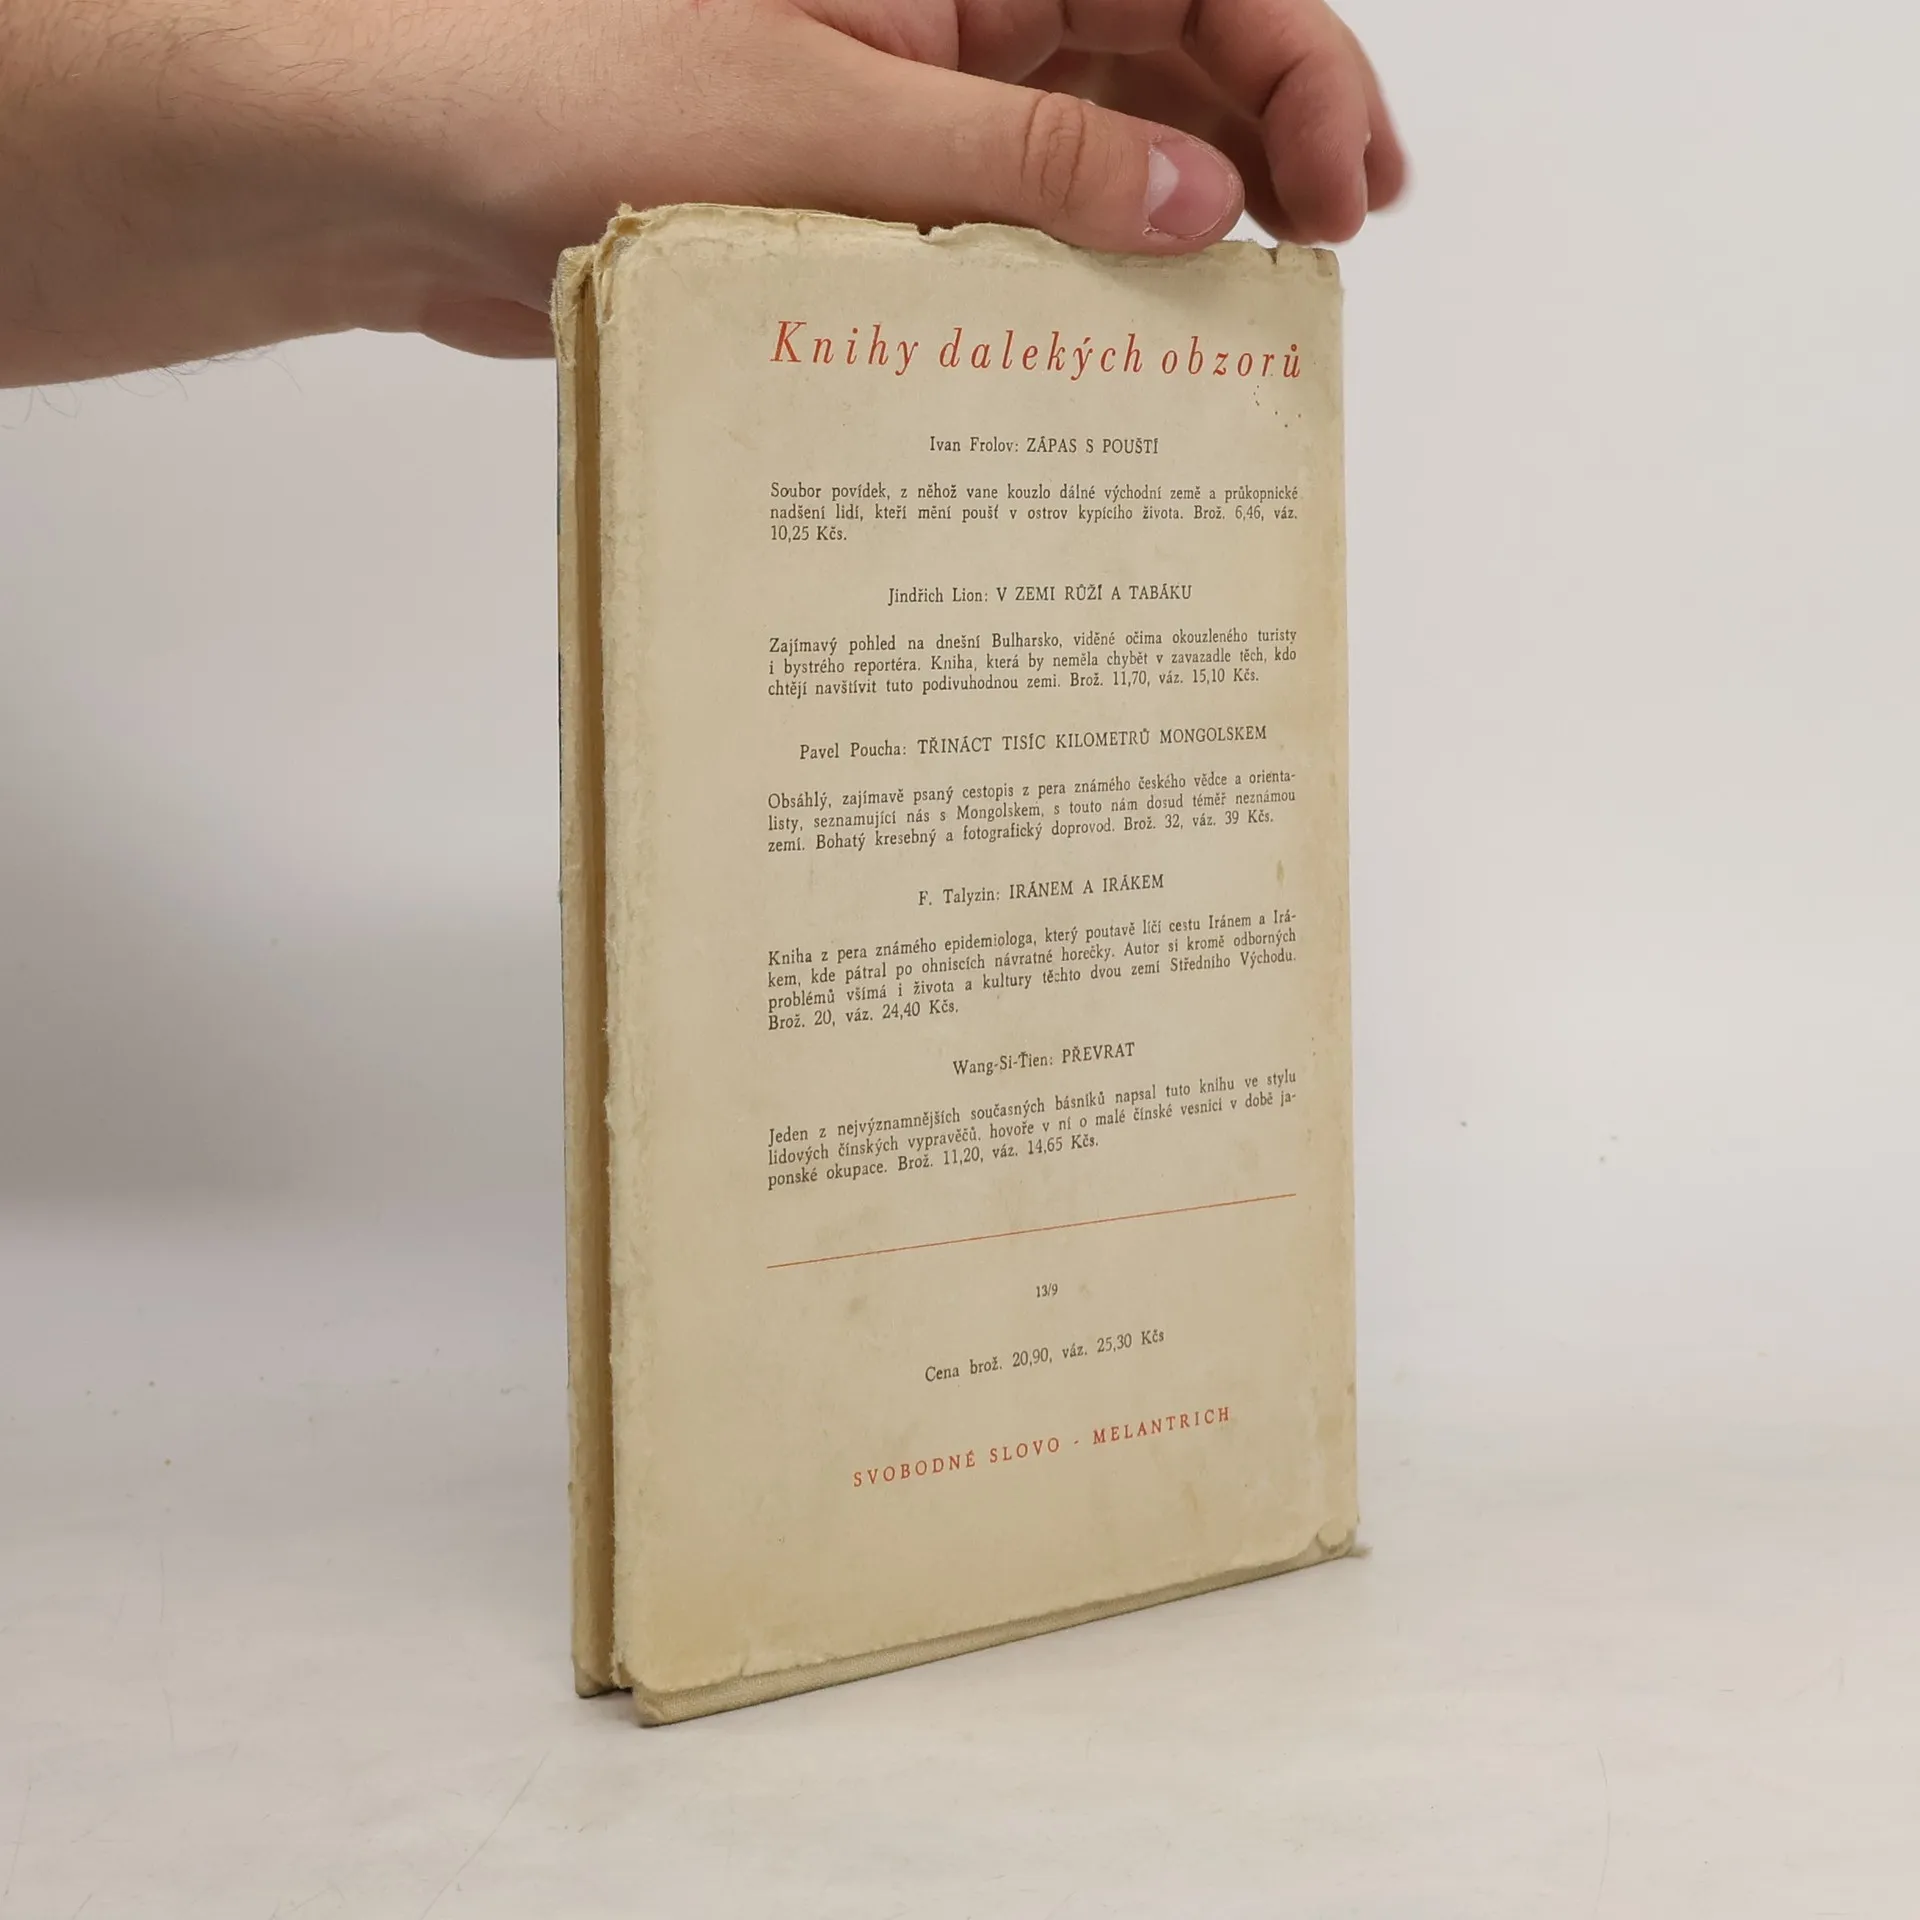 Knihy dalekých obzorů
Ivan Frolov: ZÁPAS S POUŠTÍ
Soubor povídek, z něhož vane kouzlo dálné východní země a průkopnické
nadšení lidí, kteří mění poušť v ostrov kypícího života. Brož. 6,46, váz.
10,25 Kčs.
Jindřich Lion: V ZEMI RŮŽÍ A TABÁKU
Zajímavý pohled na dnešní Bulharsko, viděné očima okouzleného turisty
i bystrého reportéra. Kniha, která by neměla chybět v zavazadle těch, kdo
chtějí navštívit tuto podivuhodnou zemi. Brož. 11,70, váz. 15,10 Kčs.
Pavel Poucha: TŘINÁCT TISÍC KILOMETRŮ MONGOLSKEM
Obsáhlý, zajímavě psaný cestopis z pera známého českého vědce a orienta-
listy, seznamující nás s Mongolskem, s touto nám dosud téměř neznámou
zemí. Bohatý kresebný a fotografický doprovod. Brož. 32, váz. 39 Kčs.
F. Talyzin: IRÁNEM A IRÁKEM
Kniha z pera známého epidemiologa, který poutavě líčí cestu Iránem a Irá-
kem, kde pátral po ohniscích návratné horečky. Autor si kromě odborných
problémů všímá i života a kultury těchto dvou zemí Středního Východu.
Brož. 20, váz. 24,40 Kčs.
Wang-Si-Ťien: PŘEVRAT
Jeden z nejvýznamnějších současných básníků napsal tuto knihu ve stylu
lidových čínských vypravěčů, hovoře v ní o malé čínské vesnici v době ja-
ponské okupace. Brož. 11,20, váz. 14,65 Kčs.
13/9
Cena brož. 20,90, váz. 25,30 Kčs
SVOBODNÉ SLOVO - MELANTRICH